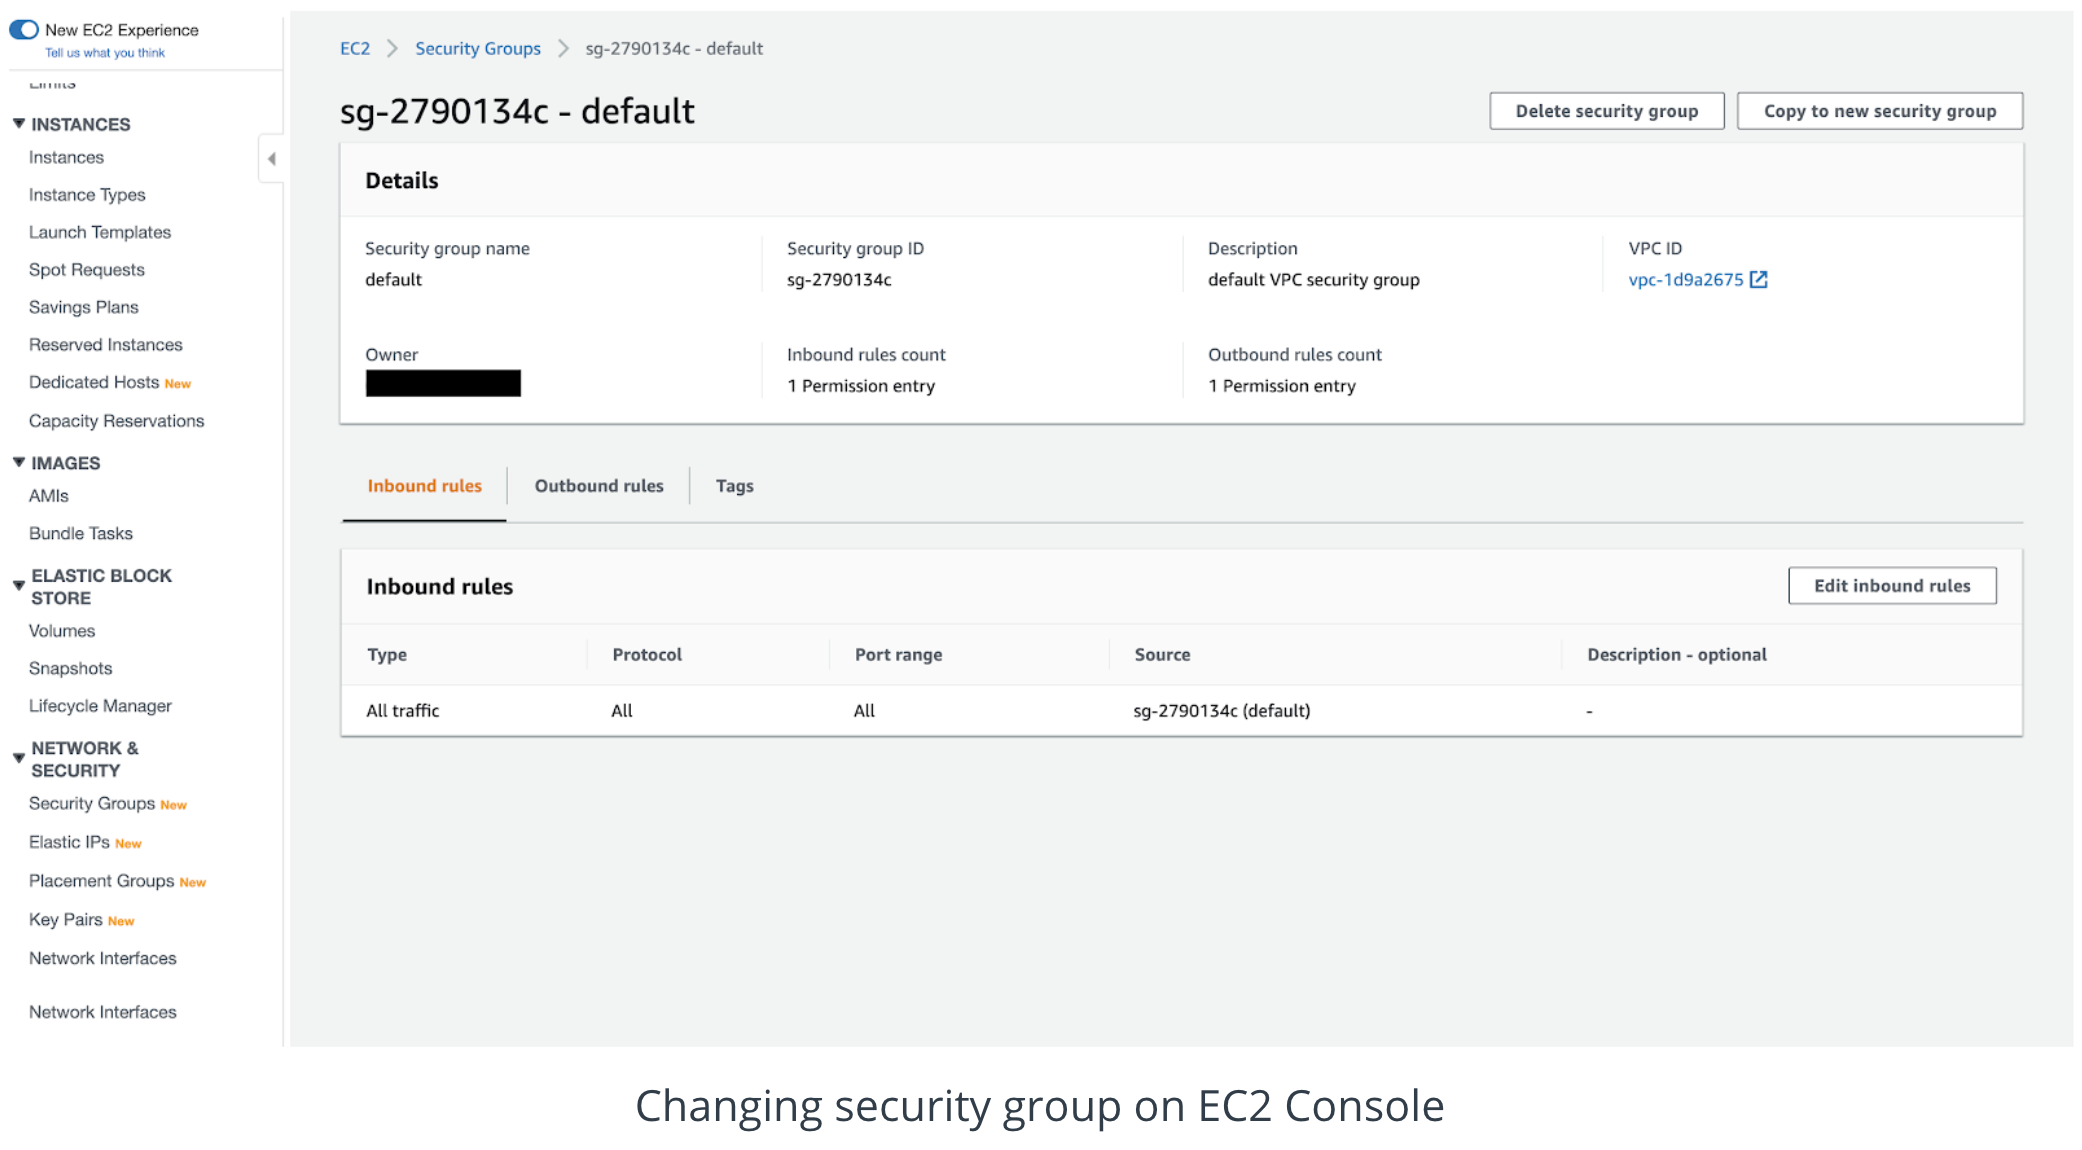 New EC2 Experience
Tell us what you think
Limits
INSTANCES
Instances
Instance Types
Launch Templates
Spot Requests
Savings Plans
Reserved Instances
Dedicated Hosts New
Capacity Reservations
IMAGES
AMIs
Bundle Tasks
ELASTIC BLOCK
STORE
Volumes
Snapshots
Lifecycle Manager
NETWORK &
SECURITY
Security Groups New
Elastic IPs New
Placement Groups New
Key Pairs New
Network Interfaces
Network Interfaces
EC2 > Security Groups > sg-2790134c - default
sg-2790134c - default
Delete security group
Copy to new security group
Details
Security group name
default
Security group ID
sg-2790134c
Description
default VPC security group
VPC ID
vpc-1d9a2675
Owner
Inbound rules count
1 Permission entry
Outbound rules count
1 Permission entry
Inbound rules
Outbound rules
Tags
Inbound rules
Edit inbound rules
Type Protocol Port range Source Description - optional
All traffic All All sg-2790134c (default) -
Changing security group on EC2 Console